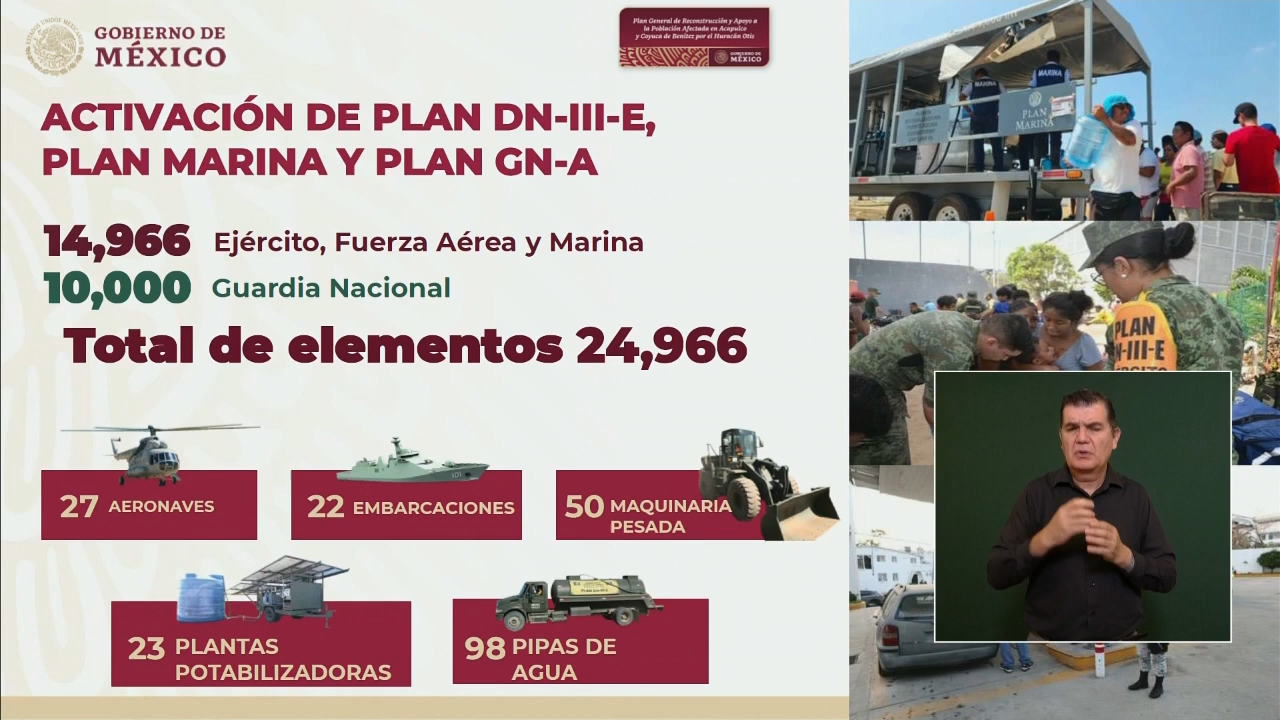 GOBIERNO DE
MÉXICO
Plan General de Reconstrucción y Apoyo a
la Población Afectada en Acapulco
y Coyuca de Benítez por el Huracán Otis
GOBIERNO DE
MÉXICO
ACTIVACIÓN DE PLAN DN-III-E,
PLAN MARINA Y PLAN GN-A
14,966 Ejército, Fuerza Aérea y Marina
10,000 Guardia Nacional
Total de elementos 24,966
27 AERONAVES
22 EMBARCACIONES
50 MAQUINARIA
PESADA
23 PLANTAS
POTABILIZADORAS
98 PIPAS DE
AGUA
MARINA
MARINA
PLAN
MARINA
PLAN
N-III-E